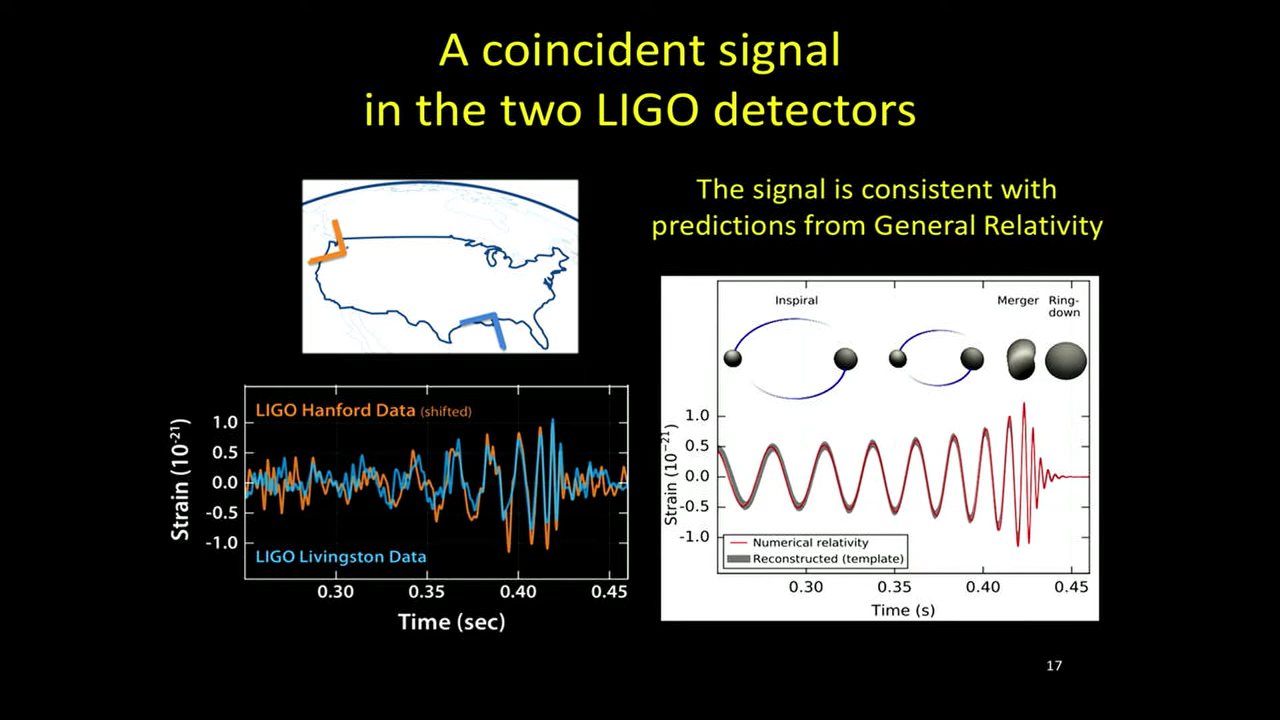 A coincident signal
in the two LIGO detectors
The signal is consistent with
predictions from General Relativity
LIGO Hanford Data (shifted)
LIGO Livingston Data
Strain (10⁻²¹)
1.0
0.5
0.0
-0.5
-1.0
0.30 0.35 0.40 0.45
Time (sec)
Inspiral
Merger
Ring-
down
Strain (10⁻²¹)
1.0
0.5
0.0
-0.5
-1.0
Numerical relativity
Reconstructed (template)
0.30 0.35 0.40 0.45
Time (s)
17